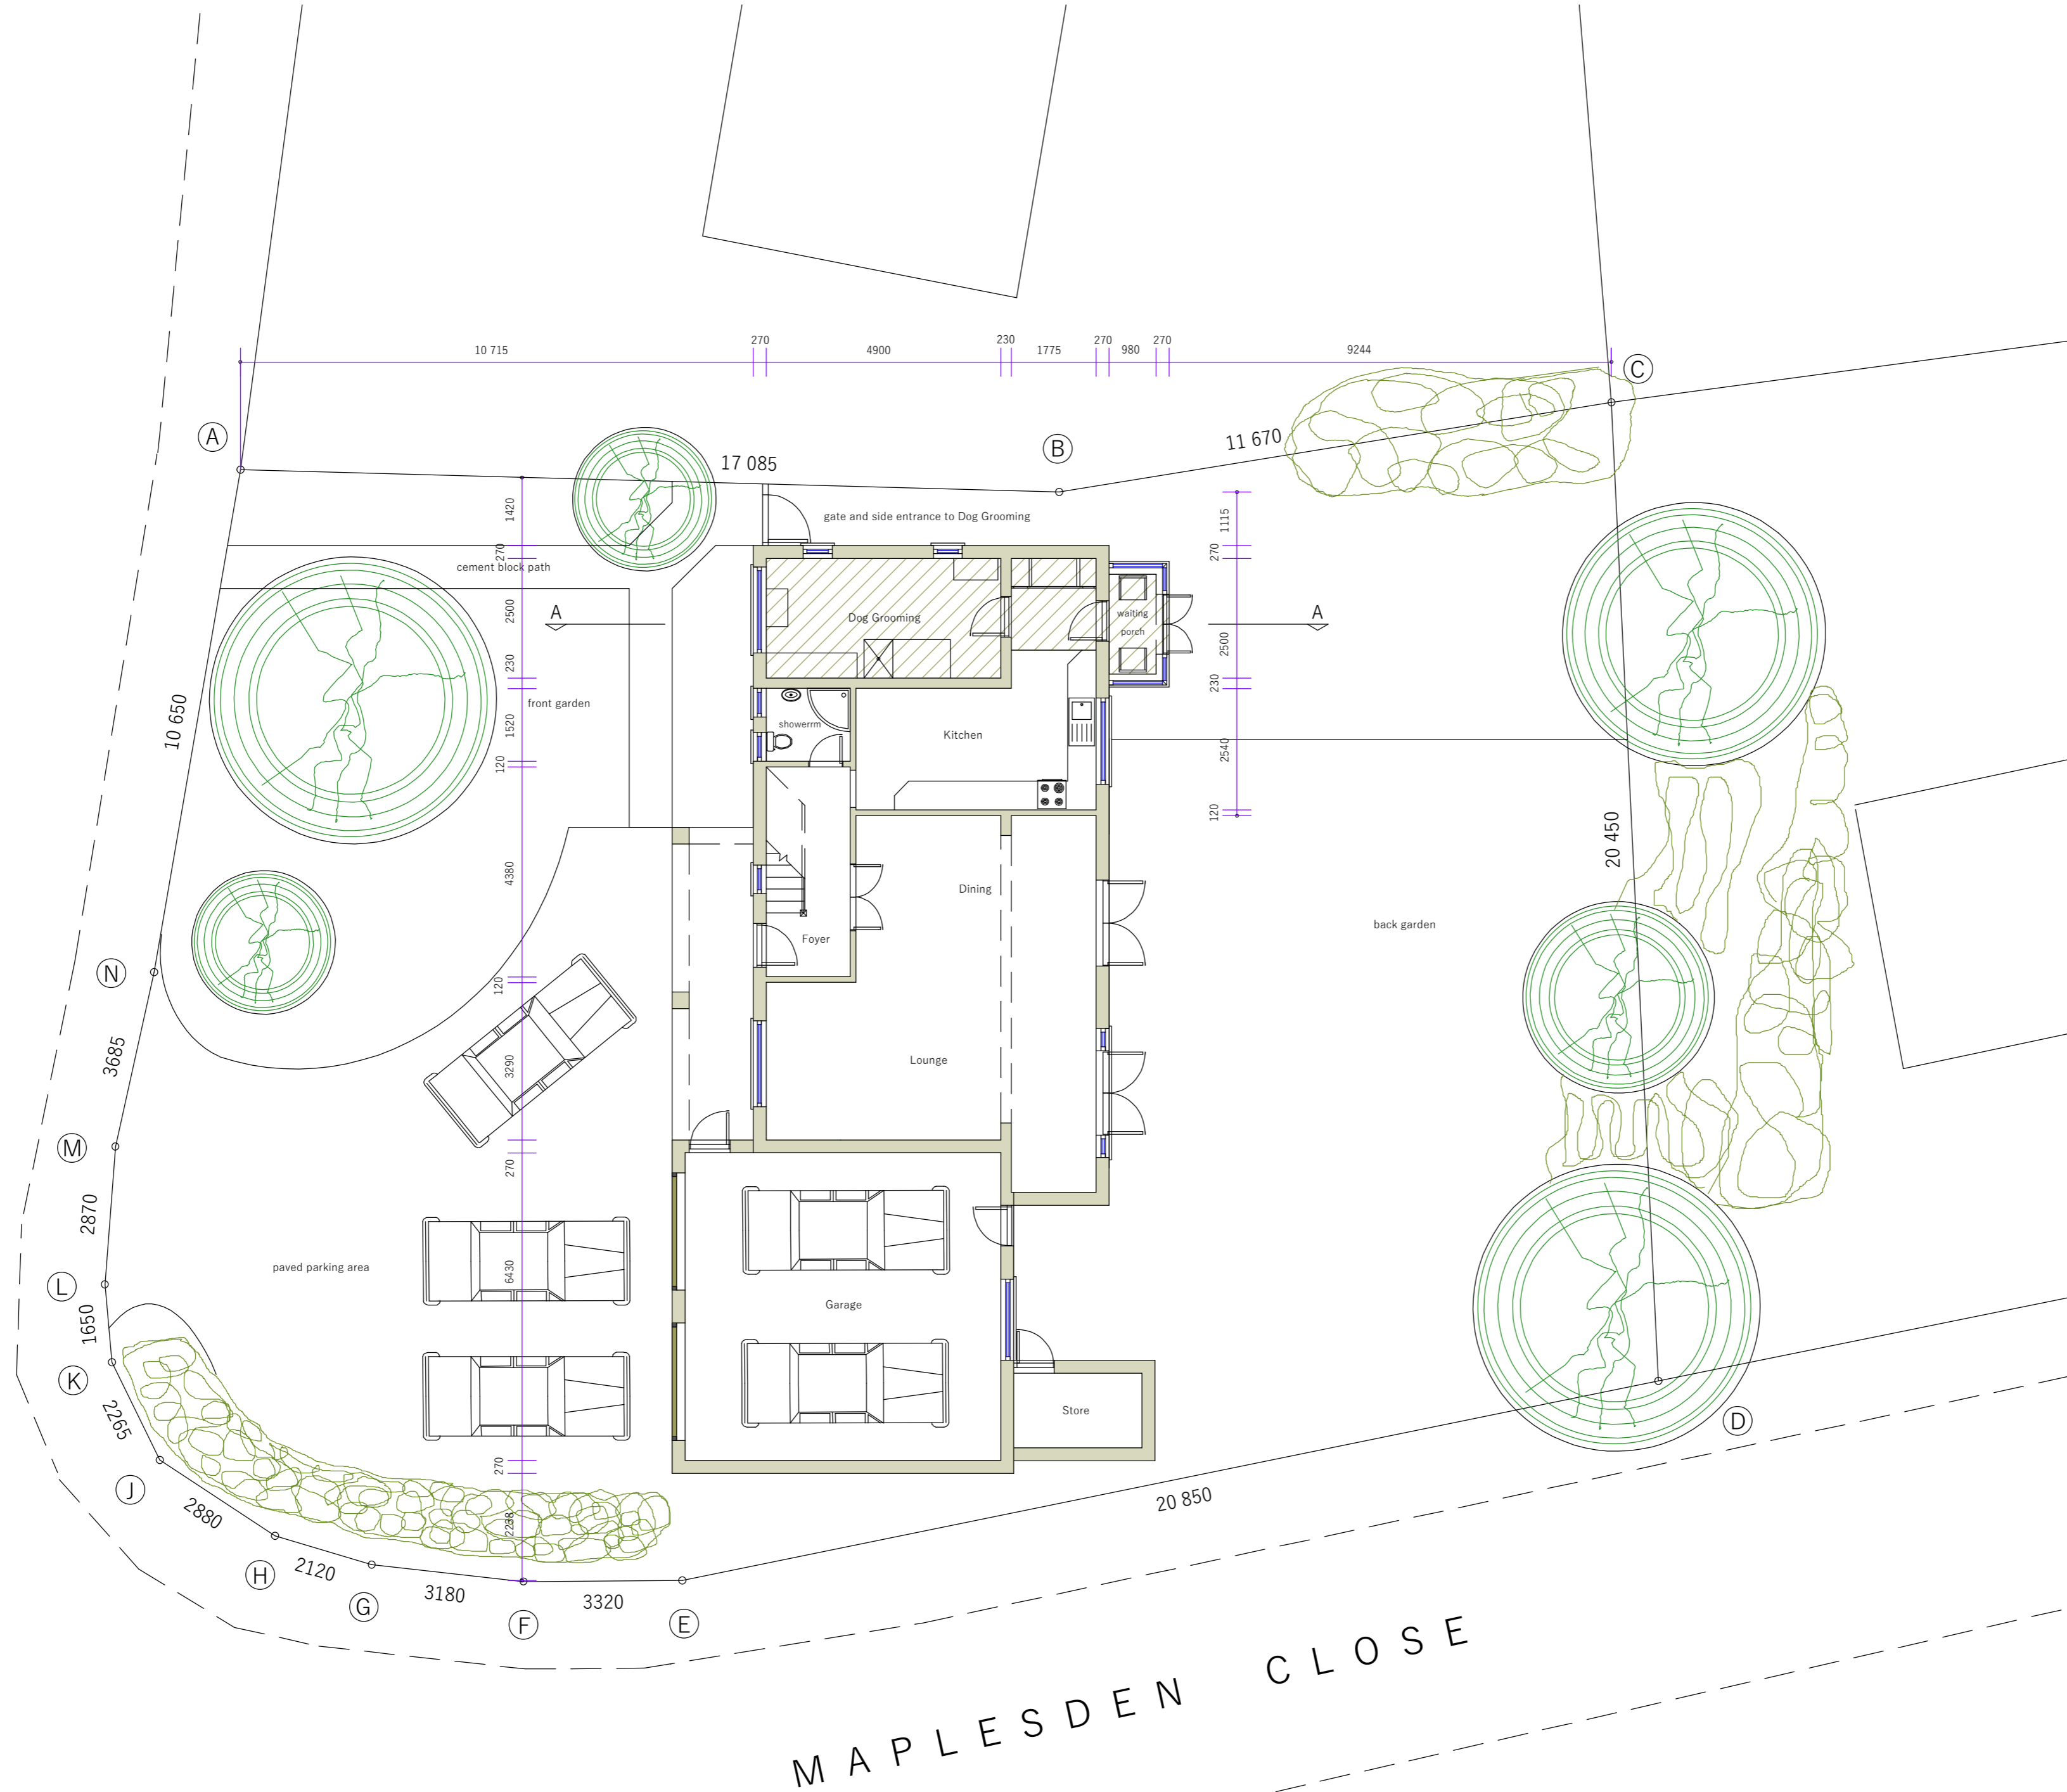 270
230
270
270
10 715
4900
1775
980
9244
C
A
B
11 670
17 085
1420
1115
gate and side entrance to Dog Grooming
270
270
cement block path
2500
A
Dog Grooming
waiting
porch
A
2500
230
230
10 650
front garden
1520
showerrm
Kitchen
2540
120
120
20 450
4380
Dining
back garden
Foyer
N
120
3685
3290
Lounge
M
270
2870
paved parking area
6430
L
Garage
1650
K
2265
Store
D
270
J
2880
2238
20 850
H
2120
3180
3320
G
F
E
MAPLESDEN CLOSE